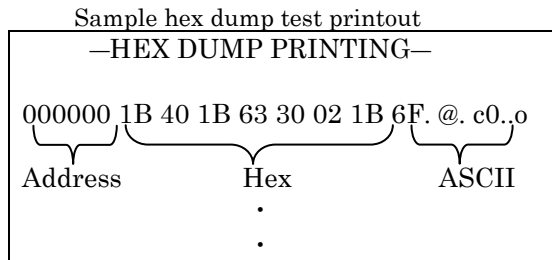 Sample hex dump test printout
—HEX DUMP PRINTING—
000000 1B 40 1B 63 30 02 1B 6F. @. c0..o
Address Hex ASCII
.
.